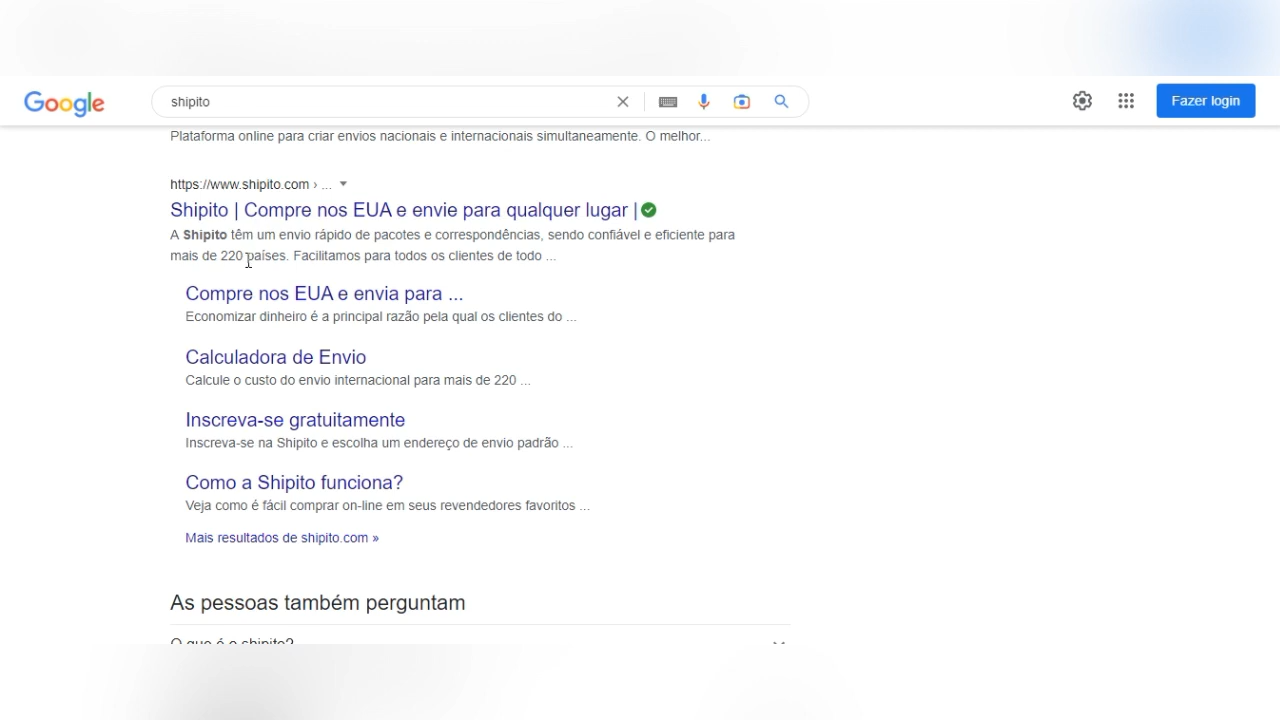 Google
shipito
Fazer login
Plataforma online para criar envios nacionais e internacionais simultaneamente. O melhor...
https://www.shipito.com › ...
Shipito | Compre nos EUA e envie para qualquer lugar |
A Shipito têm um envio rápido de pacotes e correspondências, sendo confiável e eficiente para
mais de 220 países. Facilitamos para todos os clientes de todo ...
Compre nos EUA e envia para ...
Economizar dinheiro é a principal razão pela qual os clientes do ...
Calculadora de Envio
Calcule o custo do envio internacional para mais de 220 ...
Inscreva-se gratuitamente
Inscreva-se na Shipito e escolha um endereço de envio padrão ...
Como a Shipito funciona?
Veja como é fácil comprar on-line em seus revendedores favoritos ...
Mais resultados de shipito.com »
As pessoas também perguntam
O que é o shipito?